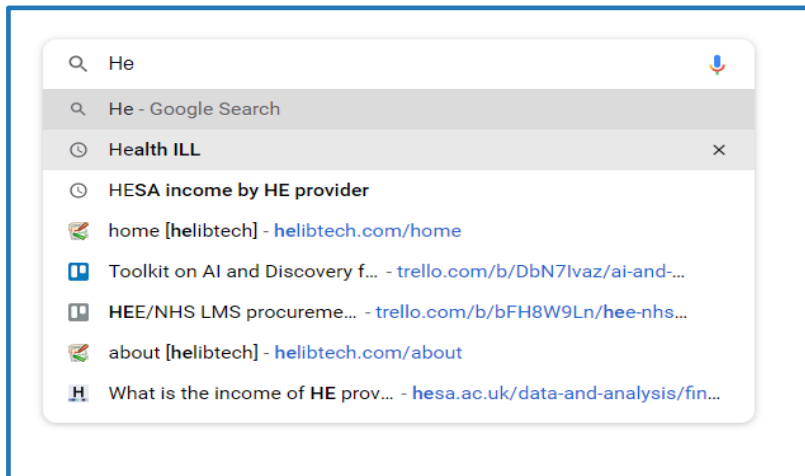 He
He - Google Search
Health ILL
HESA income by HE provider
home [helibtech] - helibtech.com/home
Toolkit on AI and Discovery f... - trello.com/b/DbN7Ivaz/ai-and-...
HEE/NHS LMS procureme... - trello.com/b/bFH8W9Ln/hee-nhs...
about [helibtech] - helibtech.com/about
H What is the income of HE prov... - hesa.ac.uk/data-and-analysis/fin...